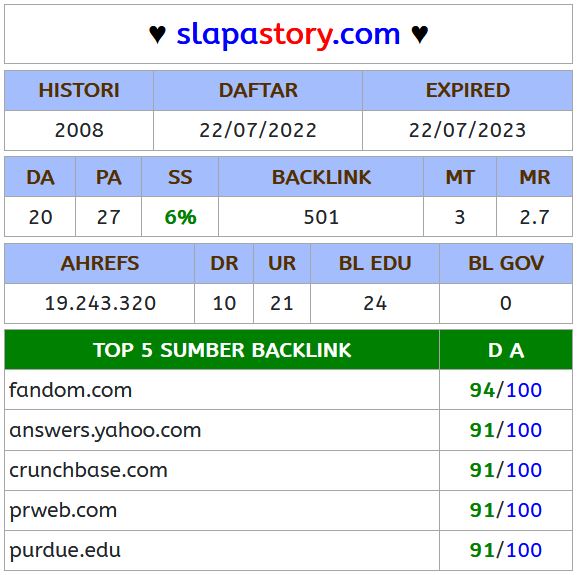 ♥ slapastory.com ♥
HISTORI DAFTAR EXPIRED
2008 22/07/2022 22/07/2023
DA PA SS BACKLINK MT MR
20 27 6% 501 3 2.7
AHREFS DR UR BL EDU BL GOV
19.243.320 10 21 24 0
TOP 5 SUMBER BACKLINK D A
fandom.com 94/100
answers.yahoo.com 91/100
crunchbase.com 91/100
prweb.com 91/100
purdue.edu 91/100